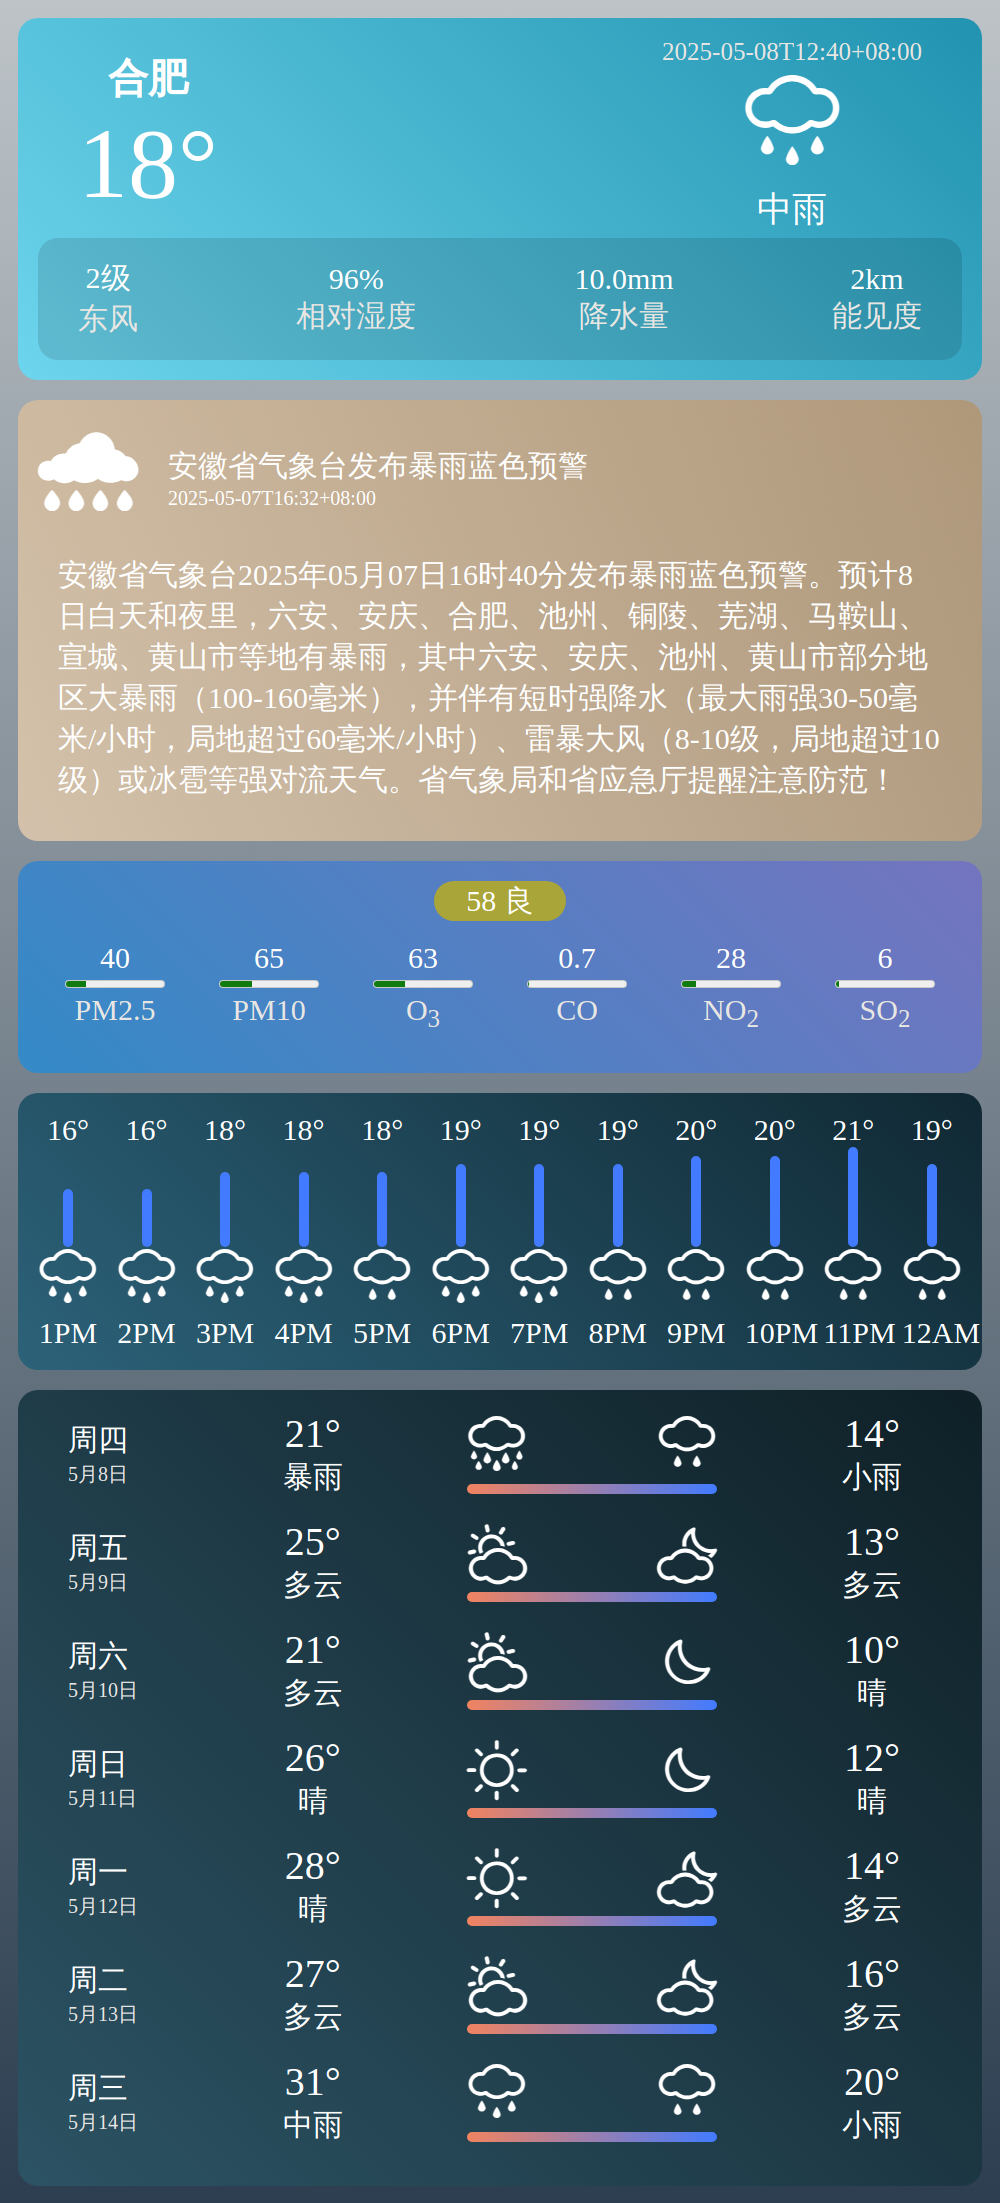 合肥
18°
2025-05-08T12:40+08:00
中雨
2级 96% 10.0mm 2km
东风 相对湿度 降水量 能见度
安徽省气象台发布暴雨蓝色预警
2025-05-07T16:32+08:00
安徽省气象台2025年05月07日16时40分发布暴雨蓝色预警。预计8
日白天和夜里，六安、安庆、合肥、池州、铜陵、芜湖、马鞍山、
宣城、黄山市等地有暴雨，其中六安、安庆、池州、黄山市部分地
区大暴雨（100-160毫米），并伴有短时强降水（最大雨强30-50毫
米/小时，局地超过60毫米/小时）、雷暴大风（8-10级，局地超过10
级）或冰雹等强对流天气。省气象局和省应急厅提醒注意防范！
58 良
40 65 63 0.7 28 6
PM2.5 PM10 O3 CO NO2 SO2
16° 16° 18° 18° 18° 19° 19° 19° 20° 20° 21° 19°
1PM 2PM 3PM 4PM 5PM 6PM 7PM 8PM 9PM 10PM 11PM 12AM
周四 21° 14°
5月8日 暴雨 小雨
周五 25° 13°
5月9日 多云 多云
周六 21° 10°
5月10日 多云 晴
周日 26° 12°
5月11日 晴 晴
周一 28° 14°
5月12日 晴 多云
周二 27° 16°
5月13日 多云 多云
周三 31° 20°
5月14日 中雨 小雨